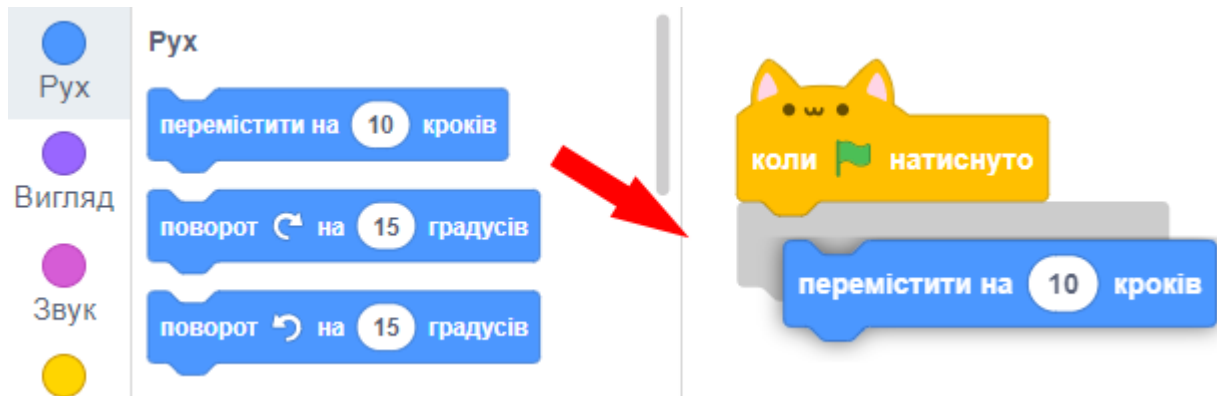 Рух
Вигляд
Звук
Рух
перемістити на 10 кроків
поворот на 15 градусів
поворот на 15 градусів
коли натиснуто
перемістити на 10 кроків